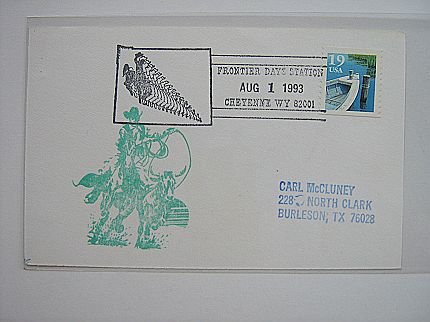 FRONTIER DAYS STATION
AUG 1 1993
CHEYENNE WY 82001
19
USA
CARL McCLUNEY
NORTH CLARK
BURLESON, TX 76028